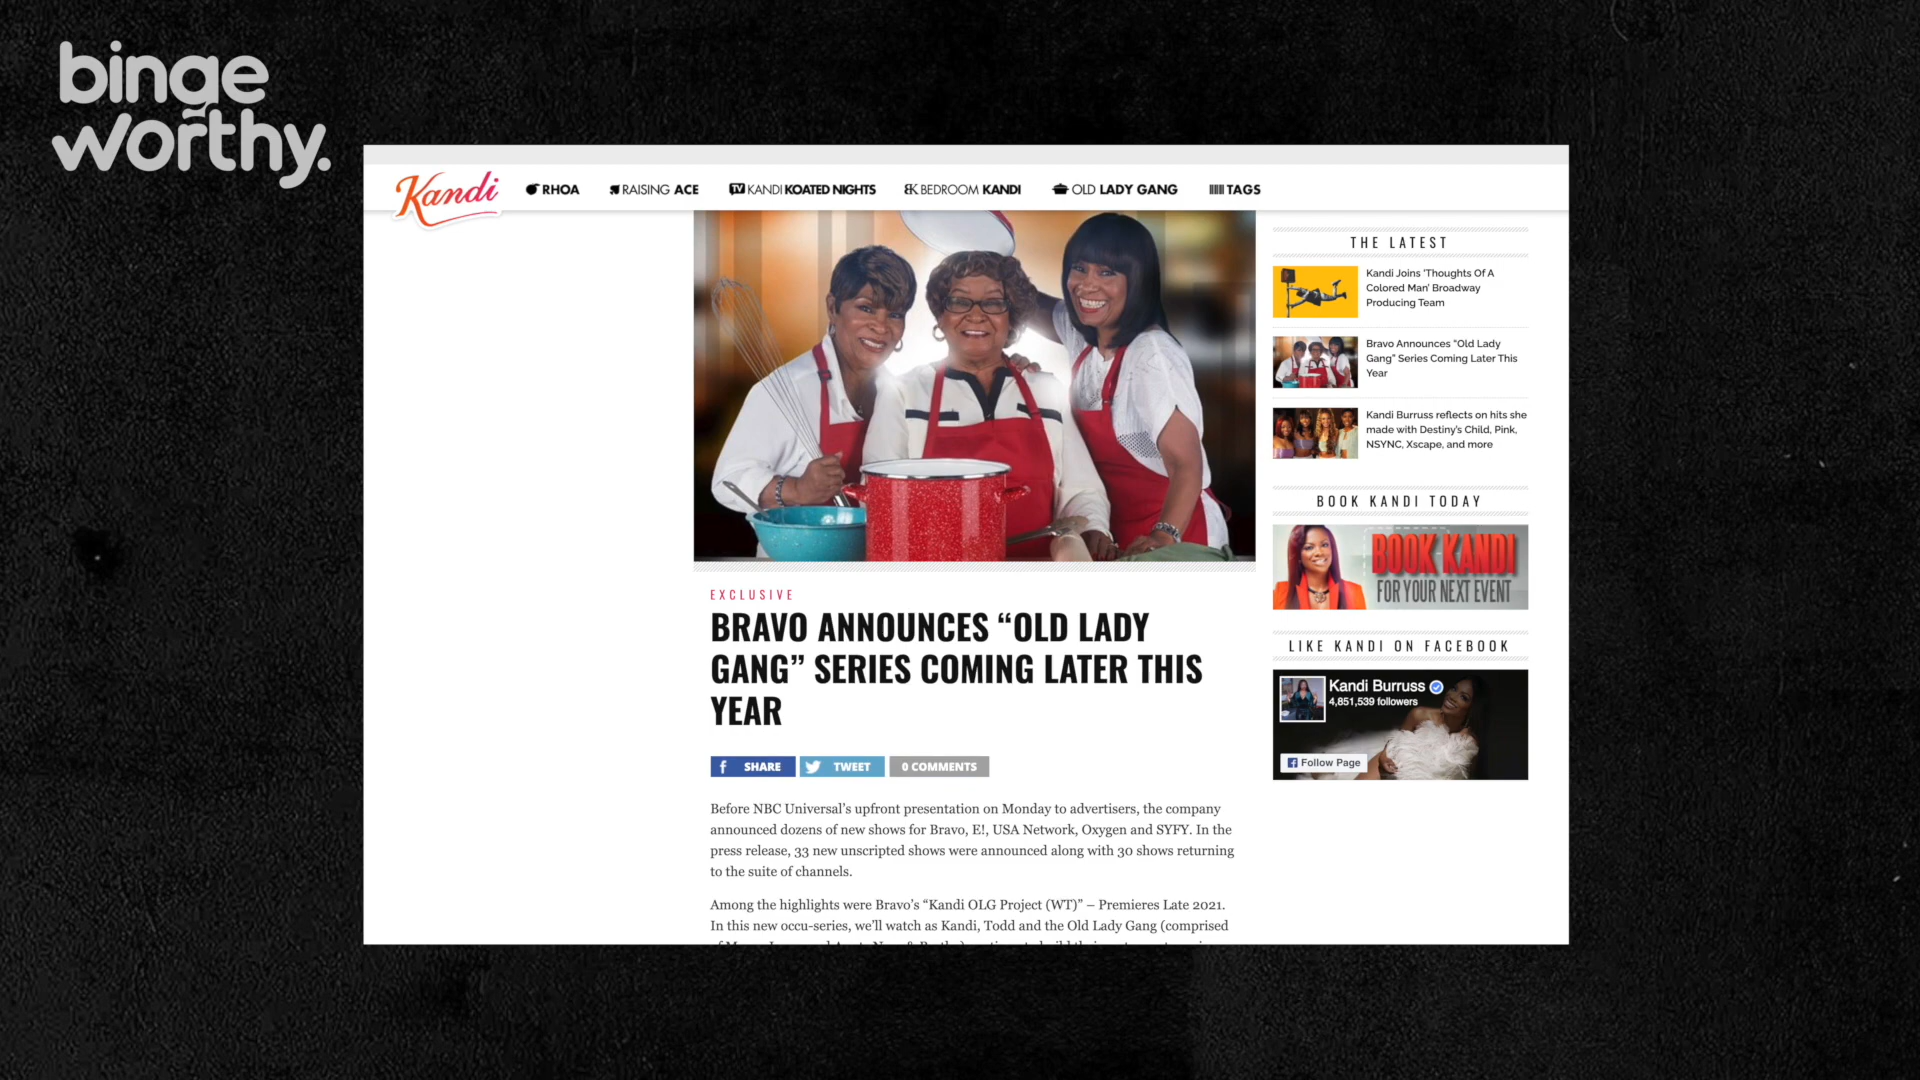 binge
worthy.
Kandi
RHOA
RAISING ACE
TV KANDI KOATED NIGHTS
BK BEDROOM KANDI
OLD LADY GANG
TAGS
EXCLUSIVE
BRAVO ANNOUNCES “OLD LADY
GANG” SERIES COMING LATER THIS
YEAR
SHARE
TWEET
0 COMMENTS
Before NBC Universal’s upfront presentation on Monday to advertisers, the company
announced dozens of new shows for Bravo, E!, USA Network, Oxygen and SYFY. In the
press release, 33 new unscripted shows were announced along with 30 shows returning
to the suite of channels.
Among the highlights were Bravo’s “Kandi OLG Project (WT)” – Premieres Late 2021.
In this new occu-series, we’ll watch as Kandi, Todd and the Old Lady Gang (comprised
THE LATEST
Kandi Joins ‘Thoughts Of A
Colored Man’ Broadway
Producing Team
Bravo Announces “Old Lady
Gang” Series Coming Later This
Year
Kandi Burruss reflects on hits she
made with Destiny’s Child, Pink,
NSYNC, Xscape, and more
BOOK KANDI TODAY
BOOK KANDI
FOR YOUR NEXT EVENT
LIKE KANDI ON FACEBOOK
Kandi Burruss
4,851,539 followers
Follow Page